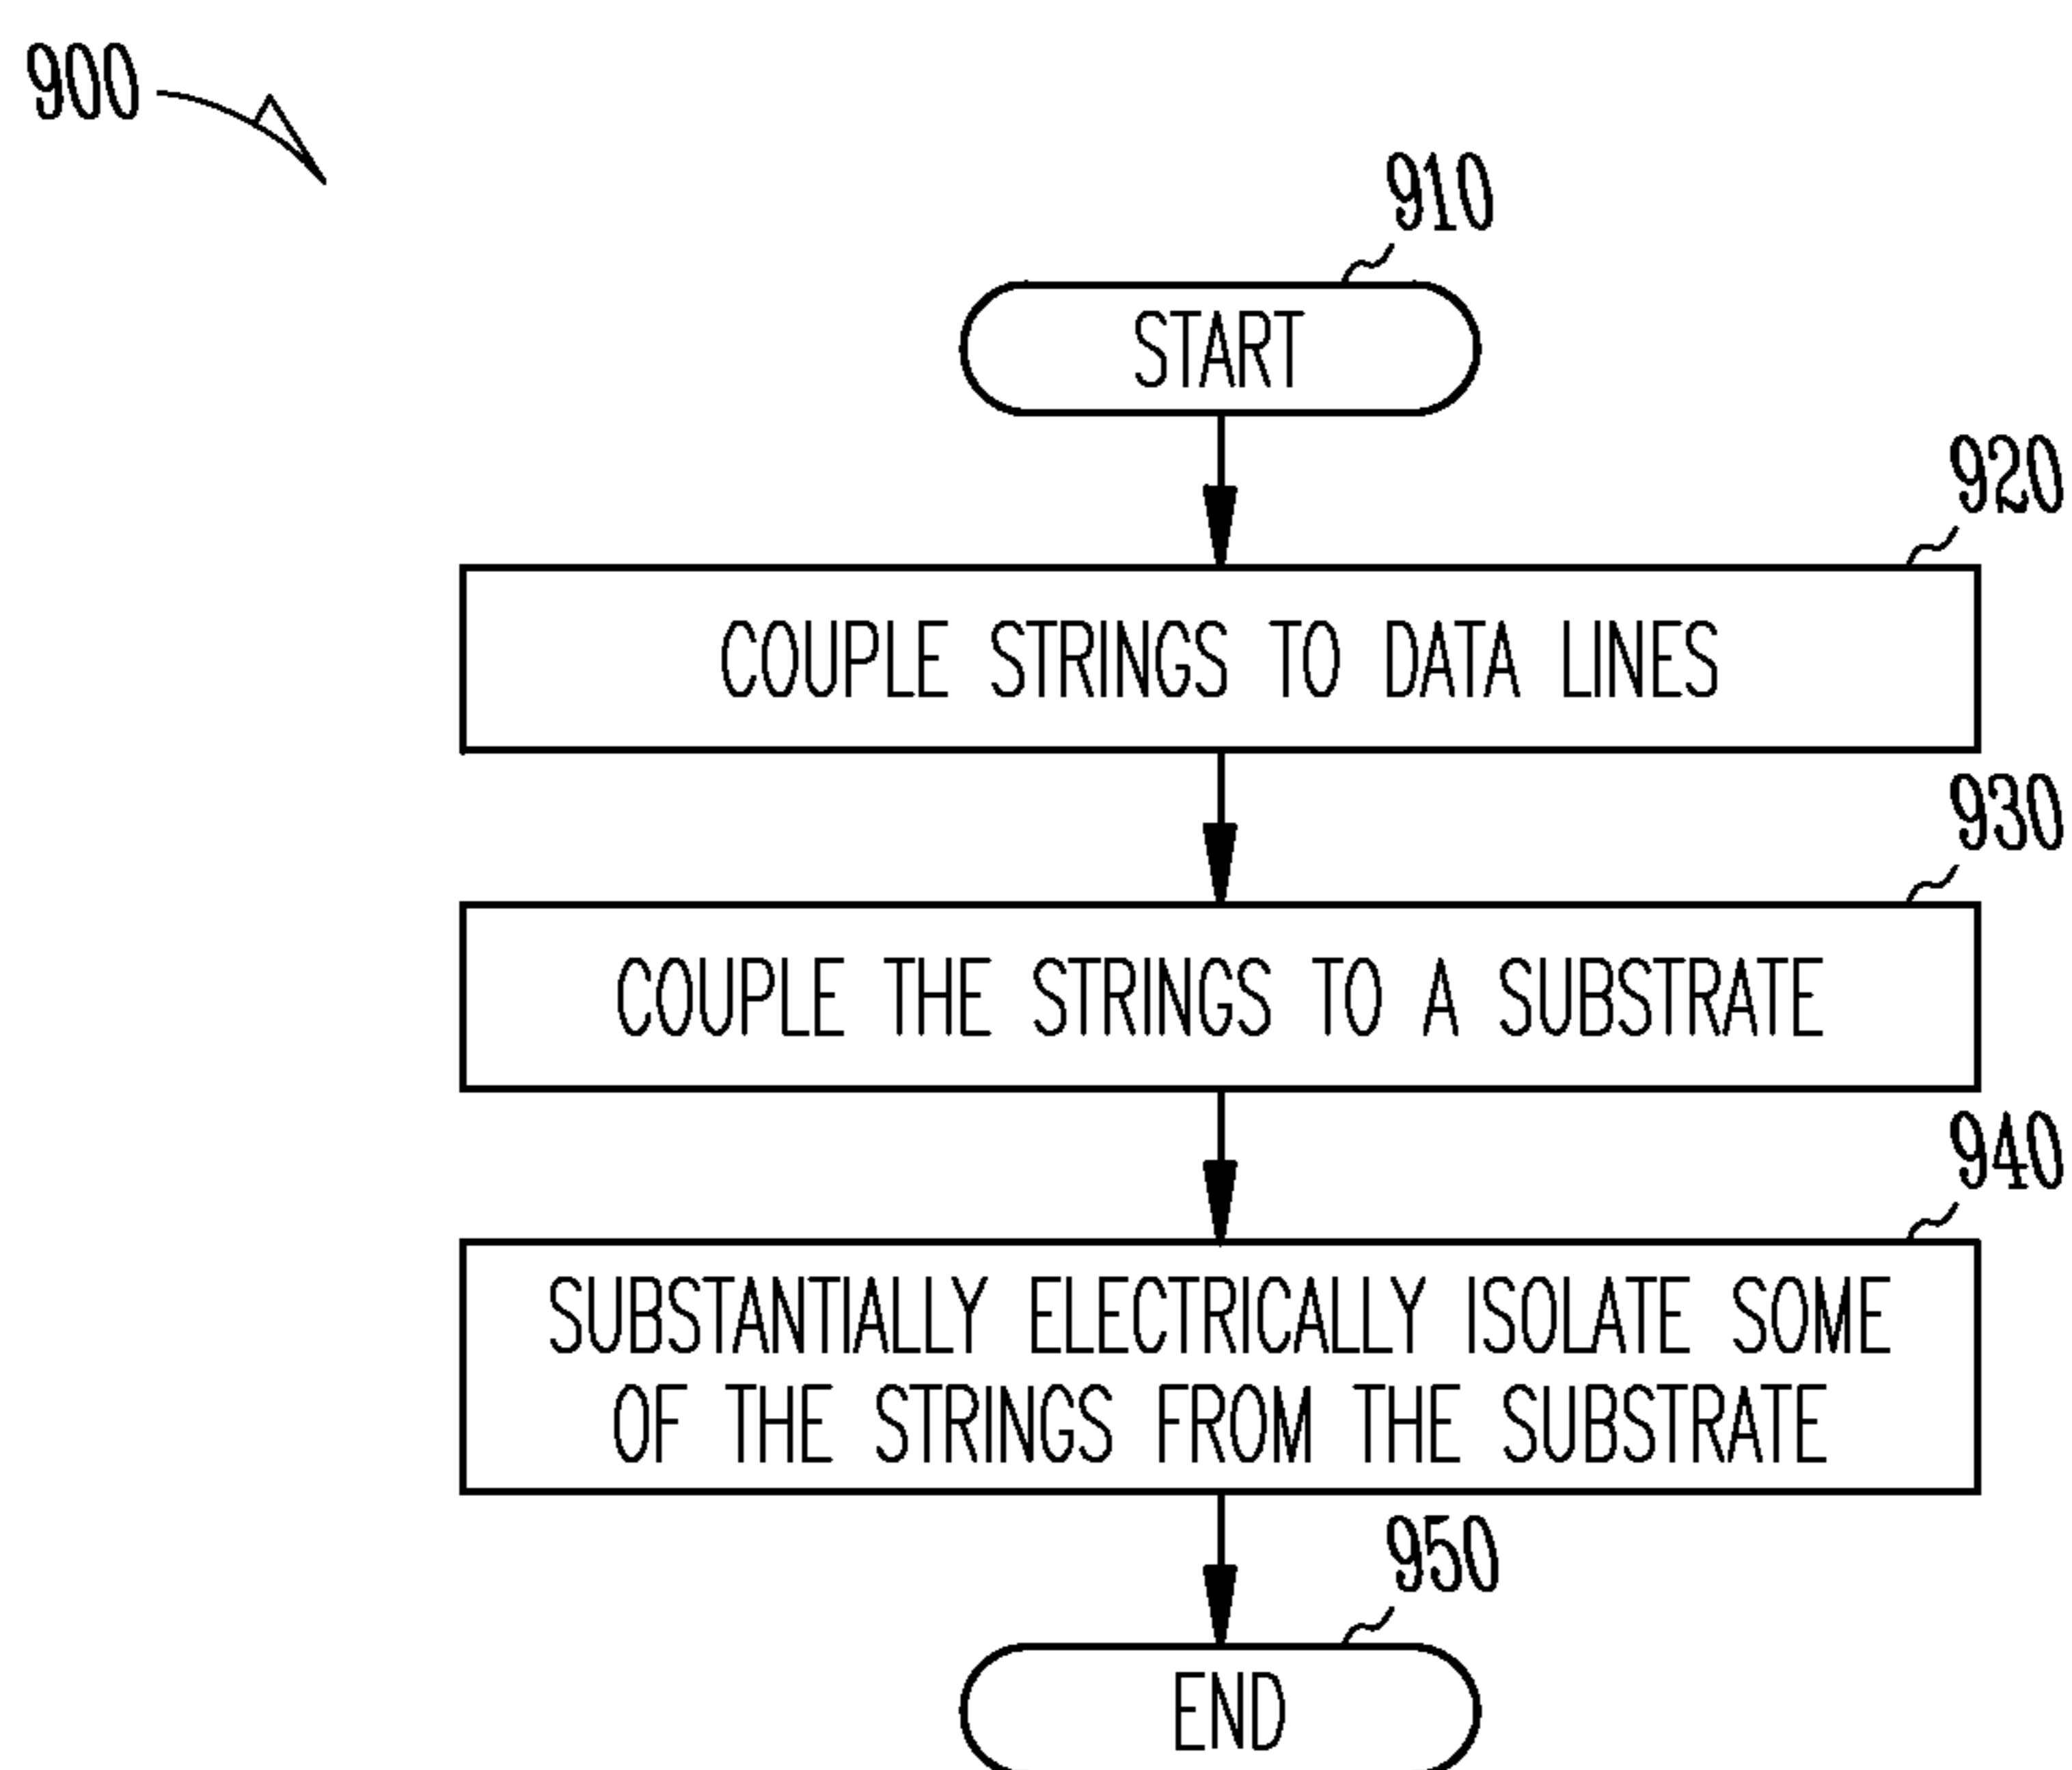 900
910
START
920
COUPLE STRINGS TO DATA LINES
930
COUPLE THE STRINGS TO A SUBSTRATE
940
SUBSTANTIALLY ELECTRICALLY ISOLATE SOME
OF THE STRINGS FROM THE SUBSTRATE
950
END